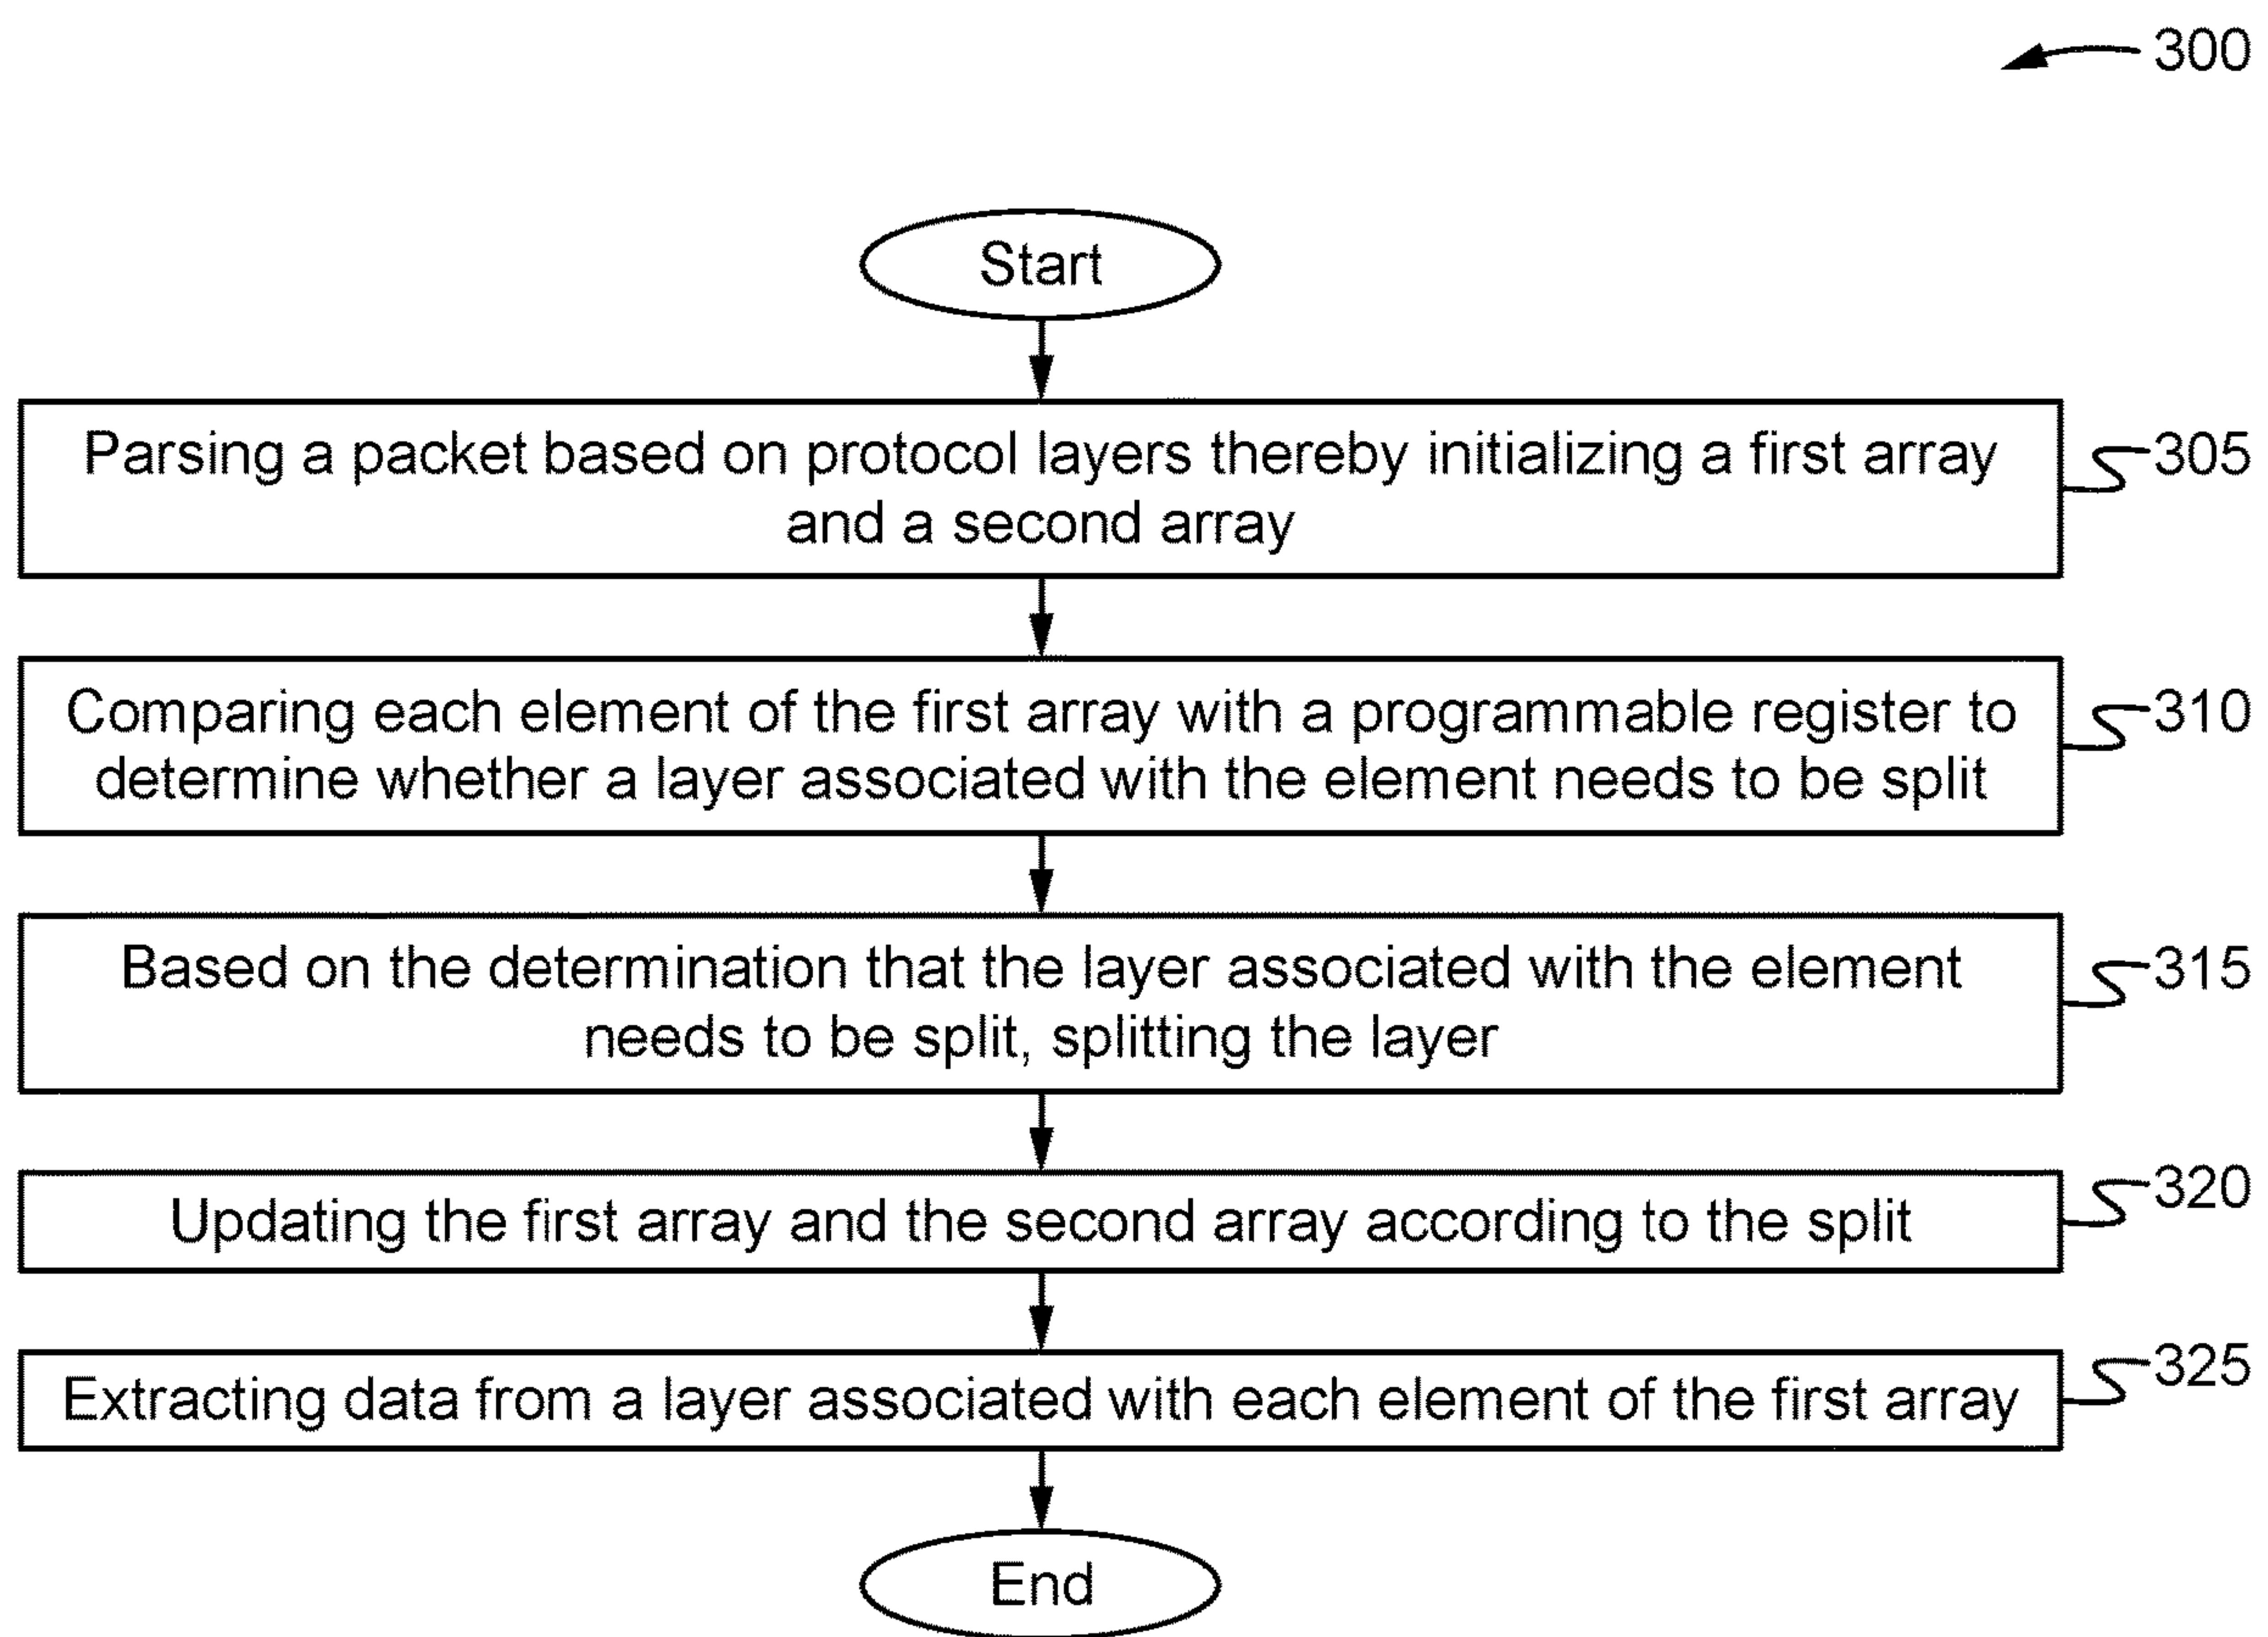 300
Start
Parsing a packet based on protocol layers thereby initializing a first array
and a second array
305
Comparing each element of the first array with a programmable register to
determine whether a layer associated with the element needs to be split
310
Based on the determination that the layer associated with the element
needs to be split, splitting the layer
315
Updating the first array and the second array according to the split
320
Extracting data from a layer associated with each element of the first array
325
End